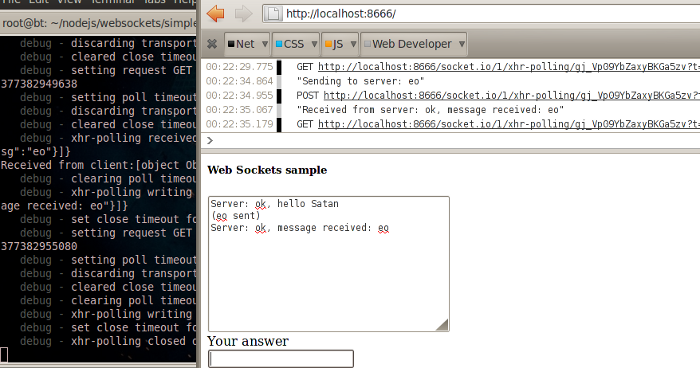 File Edit View Terminal Tabs Help
root@bt: ~/nodejs/websockets/simple
debug - discarding transport
debug - cleared close timeout
debug - setting request GET
377382949638
debug - setting poll timeout
debug - discarding transport
debug - cleared close timeout
debug - xhr-polling received
sg":"eo"}]}
Received from client:[object Ob
debug - clearing poll timeout
debug - xhr-polling writing
age received: eo"}]}
debug - set close timeout fo
debug - setting request GET
377382955080
debug - setting poll timeout
debug - discarding transport
debug - cleared close timeout
debug - clearing poll timeout
debug - xhr-polling writing
debug - set close timeout for
debug - xhr-polling closed d
http://localhost:8666/
Net CSS JS Web Developer
00:22:29.775 GET http://localhost:8666/socket.io/1/xhr-polling/gj_VpO9YbZaxyBKGa5zv?t=
00:22:34.864 "Sending to server: eo"
00:22:34.955 POST http://localhost:8666/socket.io/1/xhr-polling/gj_VpO9YbZaxyBKGa5zv?t
00:22:35.067 "Received from server: ok, message received: eo"
00:22:35.179 GET http://localhost:8666/socket.io/1/xhr-polling/gj_VpO9YbZaxyBKGa5zv?t=
>
Web Sockets sample
Server: ok, hello Satan
(eo sent)
Server: ok, message received: eo
Your answer